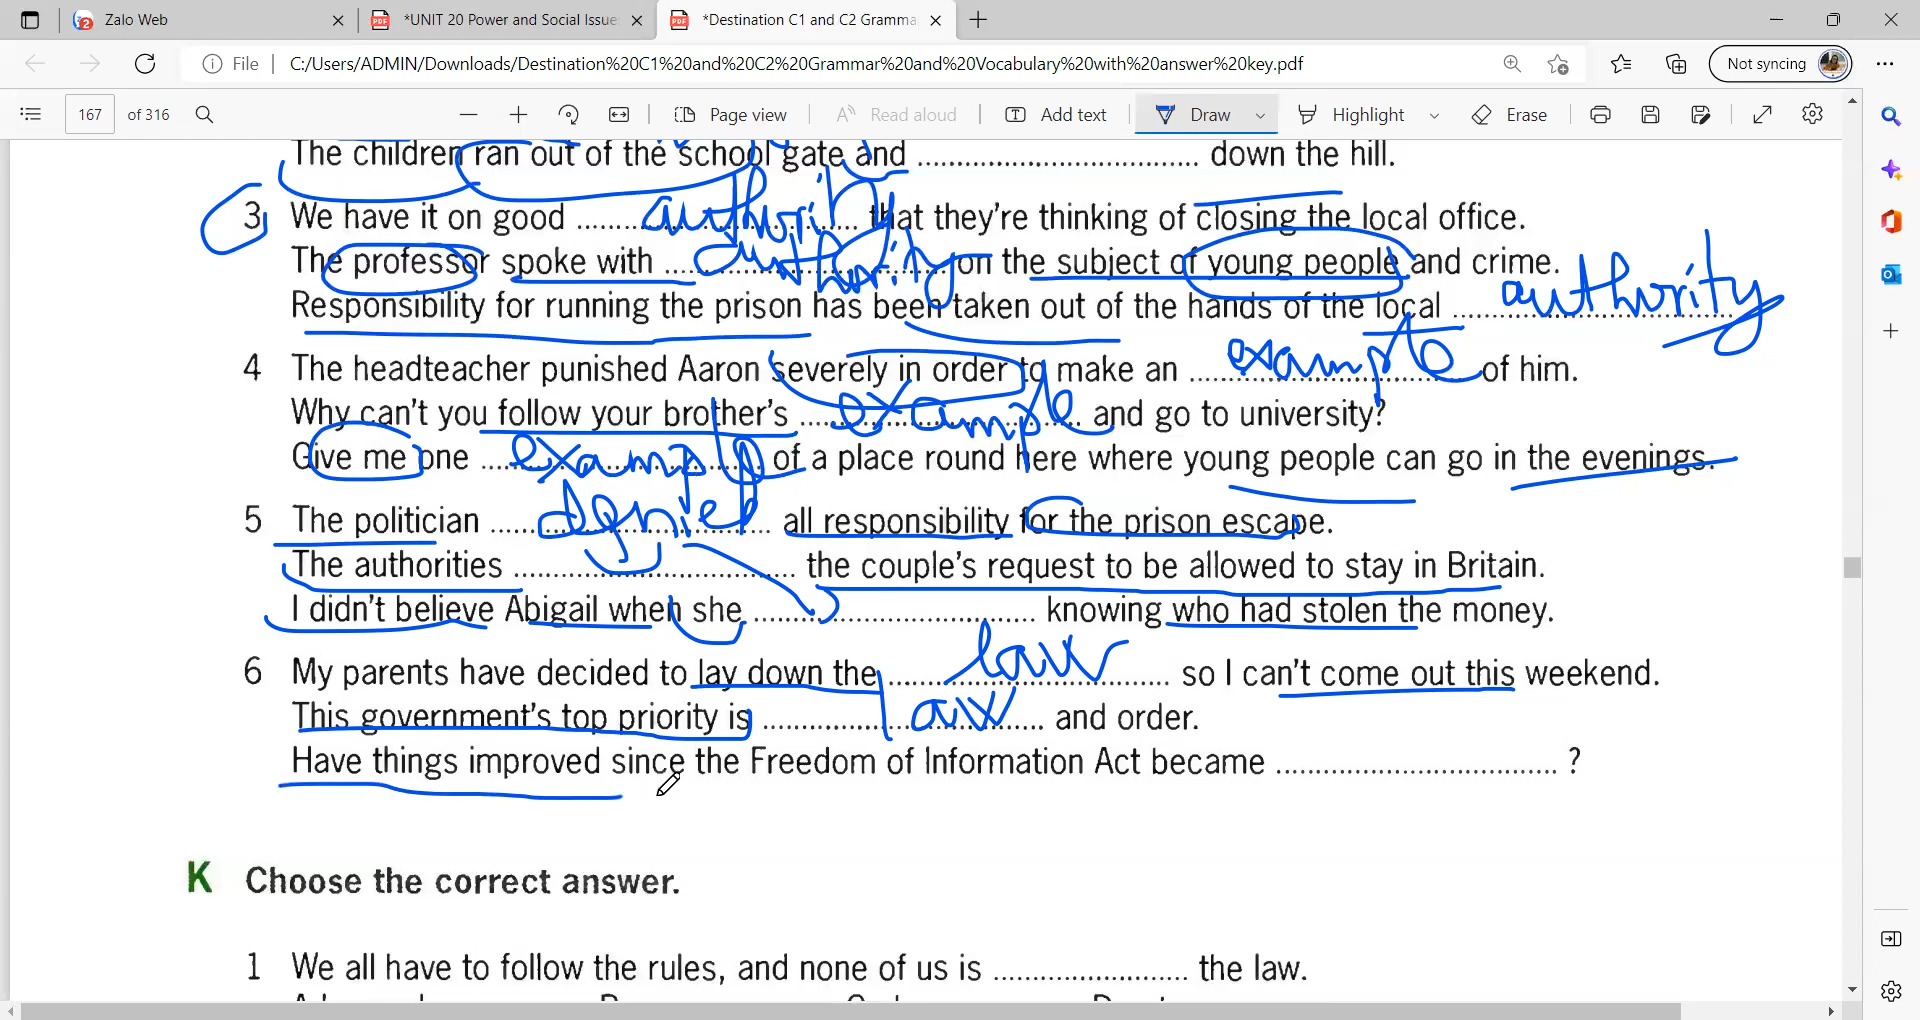 Zalo Web
*UNIT 20 Power and Social Issue
*Destination C1 and C2 Gramma
File
C:/Users/ADMIN/Downloads/Destination%20C1%20and%20C2%20Grammar%20and%20Vocabulary%20with%20answer%20key.pdf
Not syncing
167 of 316
Page view
Read aloud
Add text
Draw
Highlight
Erase
The children ran out of the school gate and .................................. down the hill.
3 We have it on good ........ authority ........ that they're thinking of closing the local office.
The professor spoke with ........ authority ........ on the subject of young people and crime.
Responsibility for running the prison has been taken out of the hands of the local ........ authority ........
4 The headteacher punished Aaron severely in order to make an ........ example ........ of him.
Why can't you follow your brother's ........ example ........ and go to university?
Give me one ........ example ........ of a place round here where young people can go in the evenings.
5 The politician ........ denied ........ all responsibility for the prison escape.
The authorities .................................. the couple's request to be allowed to stay in Britain.
I didn't believe Abigail when she .................................. knowing who had stolen the money.
6 My parents have decided to lay down the ........ law ........ so I can't come out this weekend.
This government's top priority is ........ law ........ and order.
Have things improved since the Freedom of Information Act became .................................. ?
K Choose the correct answer.
1 We all have to follow the rules, and none of us is ........................ the law.